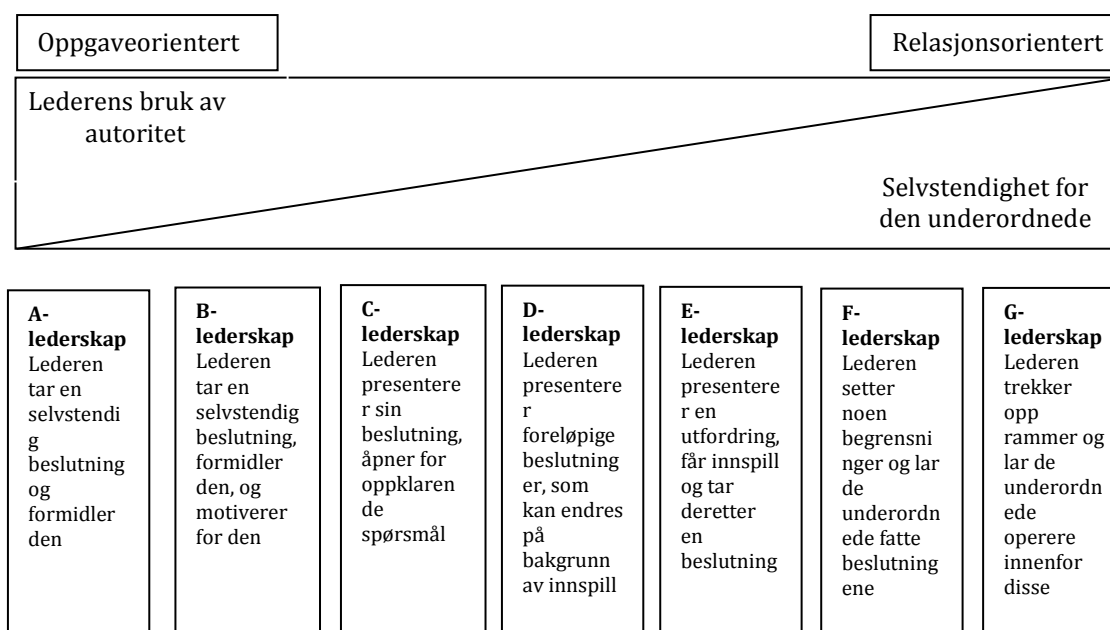 Oppgaveorientert
Relasjonsorientert
Lederens bruk av
autoritet
Selvstendighet for
den underordnede
A-
lederskap
Lederen
tar en
selvstendi
g
beslutning
og
formidler
den
B-
lederskap
Lederen
tar en
selvstendig
beslutning,
formidler
den, og
motiverer
for den
C-
lederskap
Lederen
presentere
r sin
beslutning,
åpner for
oppklaren
de
spørsmål
D-
lederskap
Lederen
presentere
r
foreløpige
beslutning
er, som
kan endres
på
bakgrunn
av innspill
E-
lederskap
Lederen
presentere
r en
utfordring,
får innspill
og tar
deretter
en
beslutning
F-
lederskap
Lederen
setter
noen
begrensni
nger og lar
de
underordn
ede fatte
beslutning
ene
G-
lederskap
Lederen
trekker
opp
rammer og
lar de
underordn
ede
operere
innenfor
disse